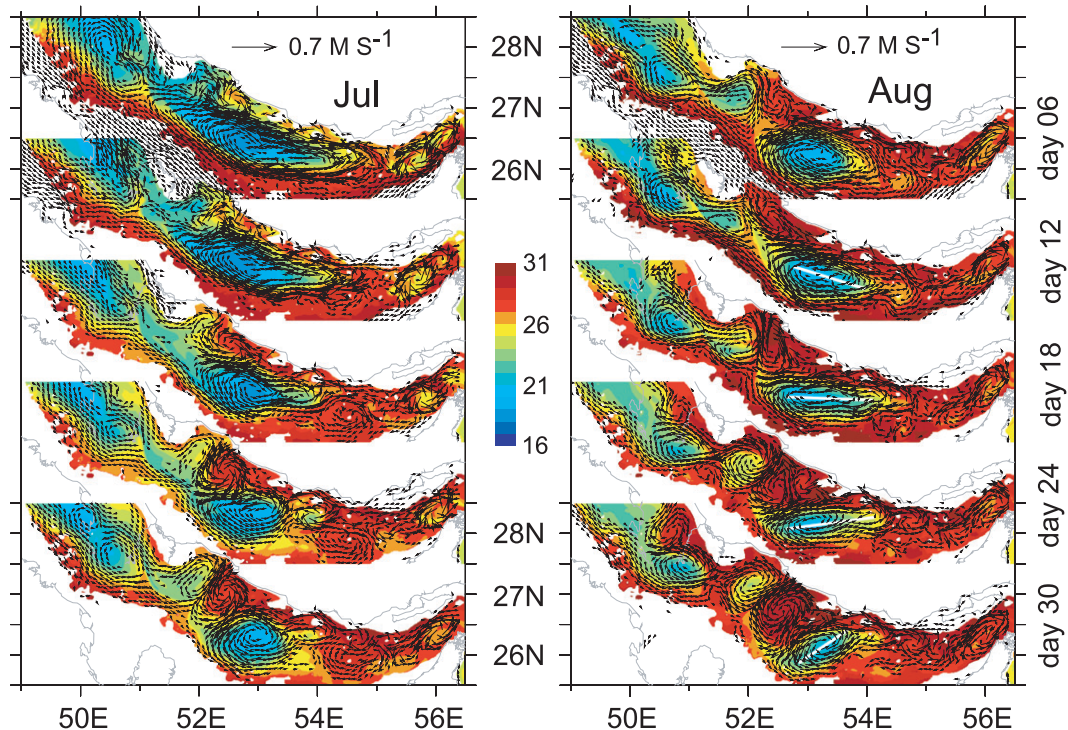 0.7 M S⁻¹
Jul
28N
27N
26N
31
26
21
16
28N
27N
26N
50E 52E 54E 56E
0.7 M S⁻¹
Aug
day 06
day 12
day 18
day 24
day 30
50E 52E 54E 56E